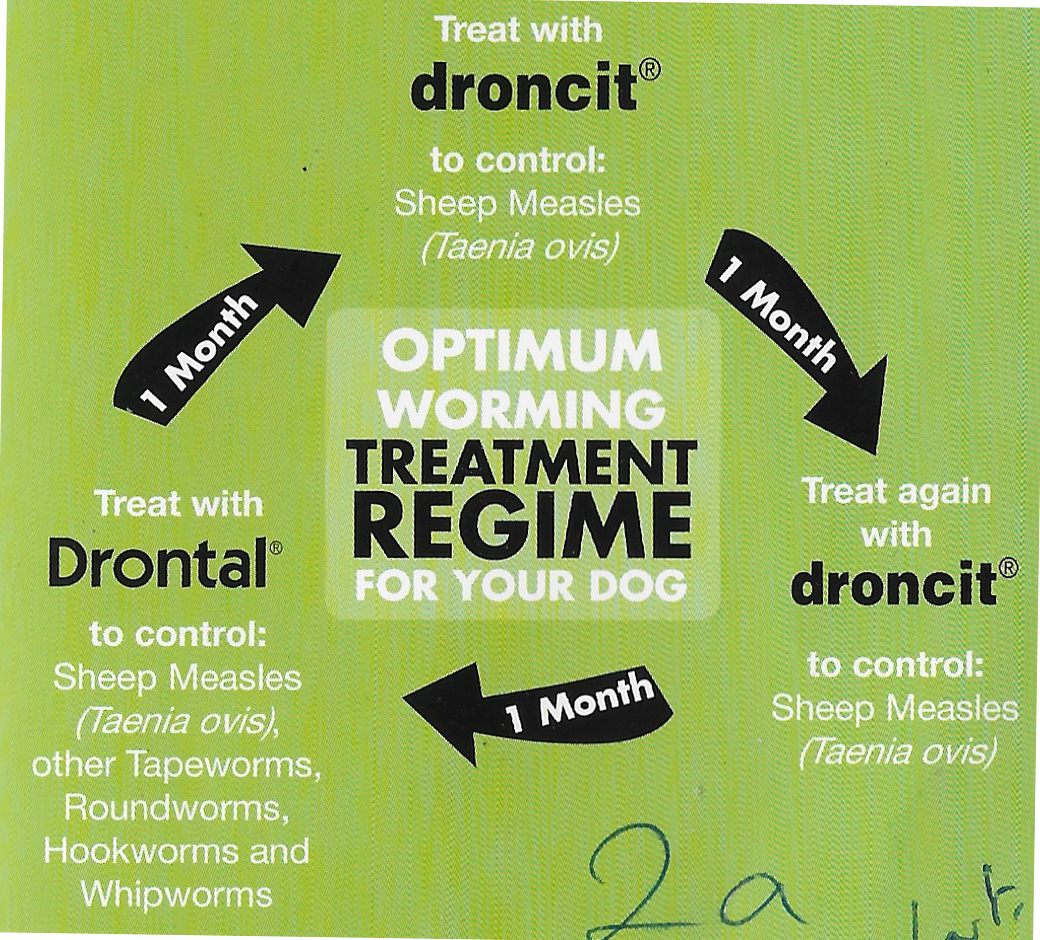 Treat with
droncit®
to control:
Sheep Measles
(Taenia ovis)
1 Month
1 Month
OPTIMUM
WORMING
TREATMENT
REGIME
FOR YOUR DOG
Treat again
with
droncit®
to control:
Sheep Measles
(Taenia ovis)
1 Month
Treat with
Drontal®
to control:
Sheep Measles
(Taenia ovis),
other Tapeworms,
Roundworms,
Hookworms and
Whipworms
2a